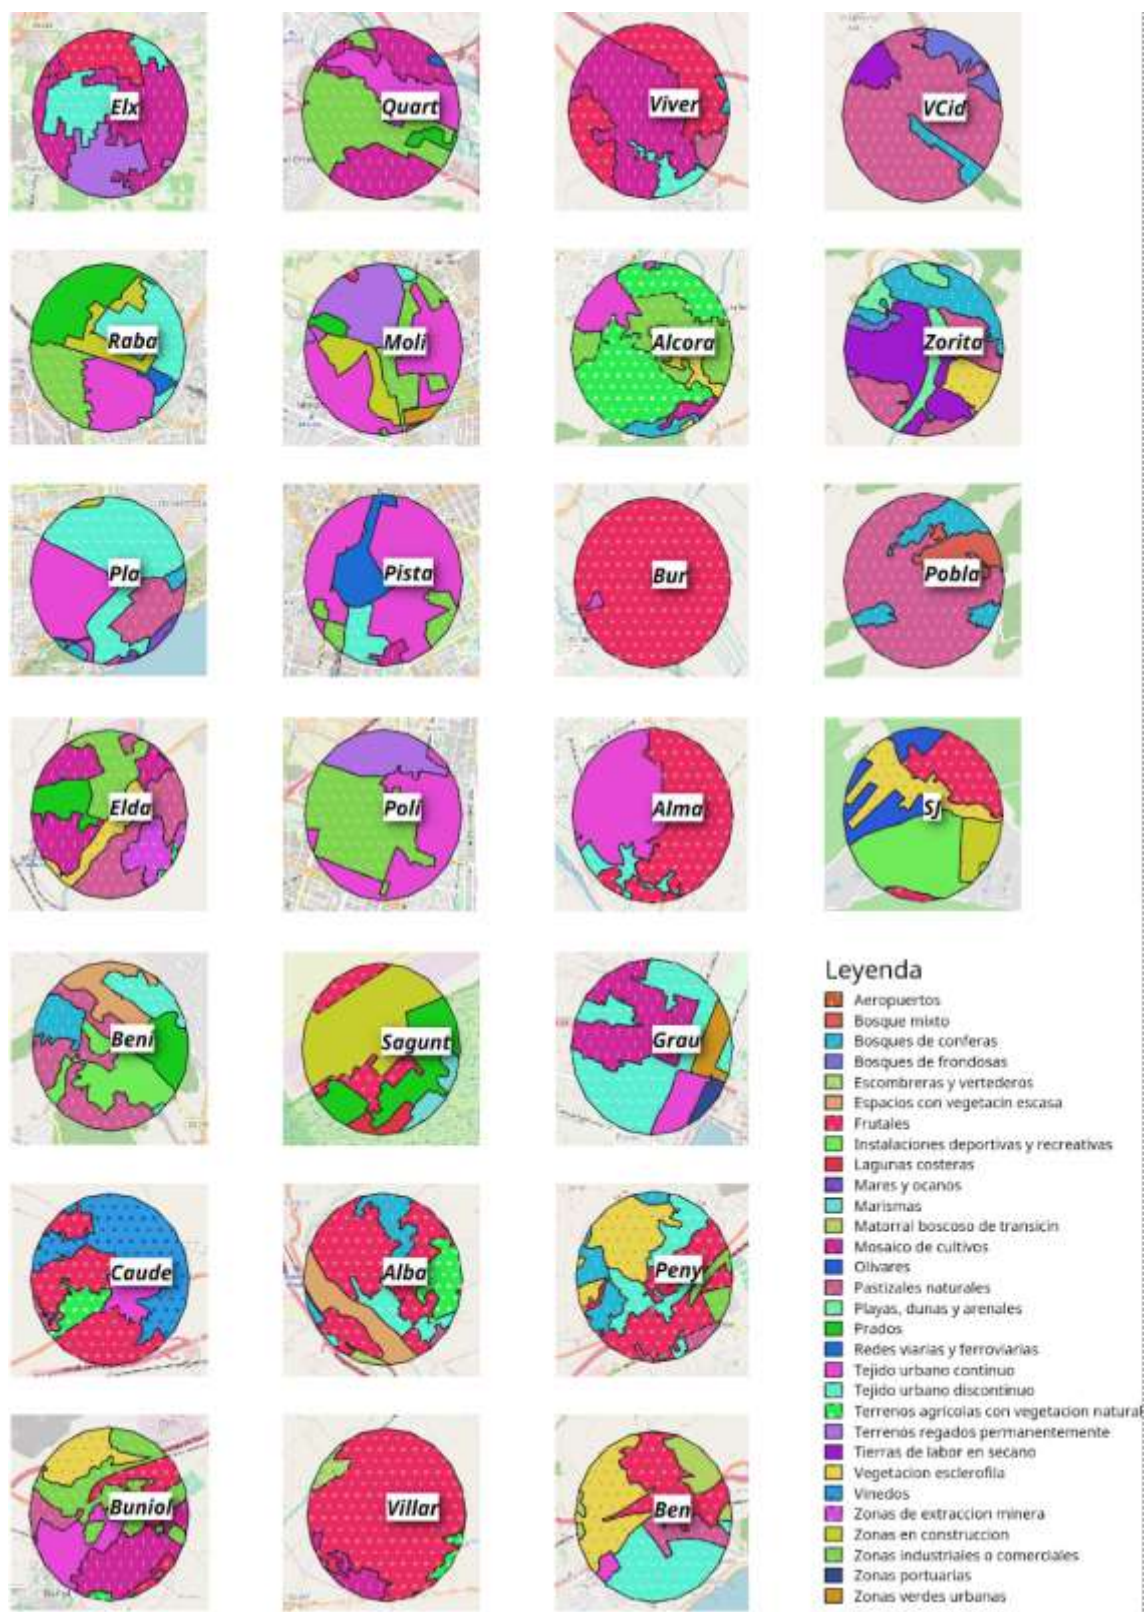 Elx
Quart
Viver
VCid
Raba
Moli
Alcora
Zorita
Pla
Pista
Bur
Pobla
Elda
Poli
Alma
SJ
Beni
Sagunt
Grau
Caude
Alba
Peny
Buniol
Villar
Ben
Leyenda
Aeropuertos
Bosque mixto
Bosques de conferas
Bosques de frondosas
Escombreras y vertederos
Espacios con vegetacin escasa
Frutales
Instalaciones deportivas y recreativas
Lagunas costeras
Mares y ocanos
Marismas
Matorral boscoso de transicin
Mosaico de cultivos
Olivares
Pastizales naturales
Playas, dunas y arenales
Prados
Redes viarias y ferroviarias
Tejido urbano continuo
Tejido urbano discontinuo
Terrenos agrícolas con vegetacion natural
Terrenos regados permanentemente
Tierras de labor en secano
Vegetacion esclerofila
Vinedos
Zonas de extraccion minera
Zonas en construccion
Zonas industriales o comerciales
Zonas portuarias
Zonas verdes urbanas